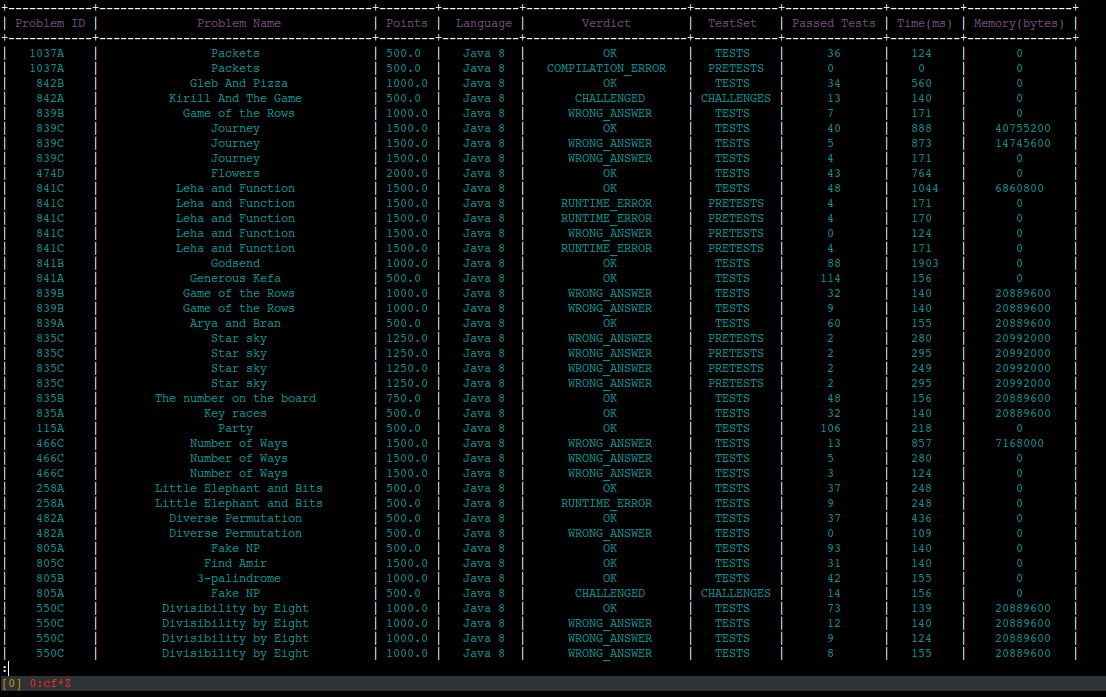 +------------+---------------------------------------+--------+-----------+-----------------------+------------+--------------+----------+---------------+
| Problem ID | Problem Name | Points | Language | Verdict | TestSet | Passed Tests | Time(ms) | Memory(bytes) |
+------------+---------------------------------------+--------+-----------+-----------------------+------------+--------------+----------+---------------+
| 1037A | Packets | 500.0 | Java 8 | OK | TESTS | 36 | 124 | 0 |
| 1037A | Packets | 500.0 | Java 8 | COMPILATION_ERROR | PRETESTS | 0 | 0 | 0 |
| 842B | Gleb And Pizza | 1000.0 | Java 8 | OK | TESTS | 34 | 560 | 0 |
| 842A | Kirill And The Game | 500.0 | Java 8 | CHALLENGED | CHALLENGES | 13 | 140 | 0 |
| 839B | Game of the Rows | 1000.0 | Java 8 | WRONG_ANSWER | TESTS | 7 | 171 | 0 |
| 839C | Journey | 1500.0 | Java 8 | OK | TESTS | 40 | 888 | 40755200 |
| 839C | Journey | 1500.0 | Java 8 | WRONG_ANSWER | TESTS | 5 | 873 | 14745600 |
| 839C | Journey | 1500.0 | Java 8 | WRONG_ANSWER | TESTS | 4 | 171 | 0 |
| 474D | Flowers | 2000.0 | Java 8 | OK | TESTS | 43 | 764 | 0 |
| 841C | Leha and Function | 1500.0 | Java 8 | OK | TESTS | 48 | 1044 | 6860800 |
| 841C | Leha and Function | 1500.0 | Java 8 | RUNTIME_ERROR | PRETESTS | 4 | 171 | 0 |
| 841C | Leha and Function | 1500.0 | Java 8 | RUNTIME_ERROR | PRETESTS | 4 | 170 | 0 |
| 841C | Leha and Function | 1500.0 | Java 8 | WRONG_ANSWER | PRETESTS | 0 | 124 | 0 |
| 841C | Leha and Function | 1500.0 | Java 8 | RUNTIME_ERROR | PRETESTS | 4 | 171 | 0 |
| 841B | Godsend | 1000.0 | Java 8 | OK | TESTS | 88 | 1903 | 0 |
| 841A | Generous Kefa | 500.0 | Java 8 | OK | TESTS | 114 | 156 | 0 |
| 839B | Game of the Rows | 1000.0 | Java 8 | WRONG_ANSWER | TESTS | 32 | 140 | 20889600 |
| 839B | Game of the Rows | 1000.0 | Java 8 | WRONG_ANSWER | TESTS | 9 | 140 | 20889600 |
| 839A | Arya and Bran | 500.0 | Java 8 | OK | TESTS | 60 | 155 | 20889600 |
| 835C | Star sky | 1250.0 | Java 8 | WRONG_ANSWER | PRETESTS | 2 | 280 | 20992000 |
| 835C | Star sky | 1250.0 | Java 8 | WRONG_ANSWER | PRETESTS | 2 | 295 | 20992000 |
| 835C | Star sky | 1250.0 | Java 8 | WRONG_ANSWER | PRETESTS | 2 | 249 | 20992000 |
| 835C | Star sky | 1250.0 | Java 8 | WRONG_ANSWER | PRETESTS | 2 | 295 | 20992000 |
| 835B | The number on the board | 750.0 | Java 8 | OK | TESTS | 48 | 156 | 20889600 |
| 835A | Key races | 500.0 | Java 8 | OK | TESTS | 32 | 140 | 20889600 |
| 115A | Party | 500.0 | Java 8 | OK | TESTS | 106 | 218 | 0 |
| 466C | Number of Ways | 1500.0 | Java 8 | WRONG_ANSWER | TESTS | 13 | 857 | 7168000 |
| 466C | Number of Ways | 1500.0 | Java 8 | WRONG_ANSWER | TESTS | 5 | 280 | 0 |
| 466C | Number of Ways | 1500.0 | Java 8 | WRONG_ANSWER | TESTS | 3 | 124 | 0 |
| 258A | Little Elephant and Bits | 500.0 | Java 8 | OK | TESTS | 37 | 248 | 0 |
| 258A | Little Elephant and Bits | 500.0 | Java 8 | RUNTIME_ERROR | TESTS | 9 | 248 | 0 |
| 482A | Diverse Permutation | 500.0 | Java 8 | OK | TESTS | 37 | 436 | 0 |
| 482A | Diverse Permutation | 500.0 | Java 8 | WRONG_ANSWER | TESTS | 0 | 109 | 0 |
| 805A | Fake NP | 500.0 | Java 8 | OK | TESTS | 93 | 140 | 0 |
| 805C | Find Amir | 1500.0 | Java 8 | OK | TESTS | 31 | 140 | 0 |
| 805B | 3-palindrome | 1000.0 | Java 8 | OK | TESTS | 42 | 155 | 0 |
| 805A | Fake NP | 500.0 | Java 8 | CHALLENGED | CHALLENGES | 14 | 156 | 0 |
| 550C | Divisibility by Eight | 1000.0 | Java 8 | OK | TESTS | 73 | 139 | 20889600 |
| 550C | Divisibility by Eight | 1000.0 | Java 8 | WRONG_ANSWER | TESTS | 12 | 140 | 20889600 |
| 550C | Divisibility by Eight | 1000.0 | Java 8 | WRONG_ANSWER | TESTS | 9 | 124 | 20889600 |
| 550C | Divisibility by Eight | 1000.0 | Java 8 | WRONG_ANSWER | TESTS | 8 | 155 | 20889600 |
:
[0] 0:cf*Z